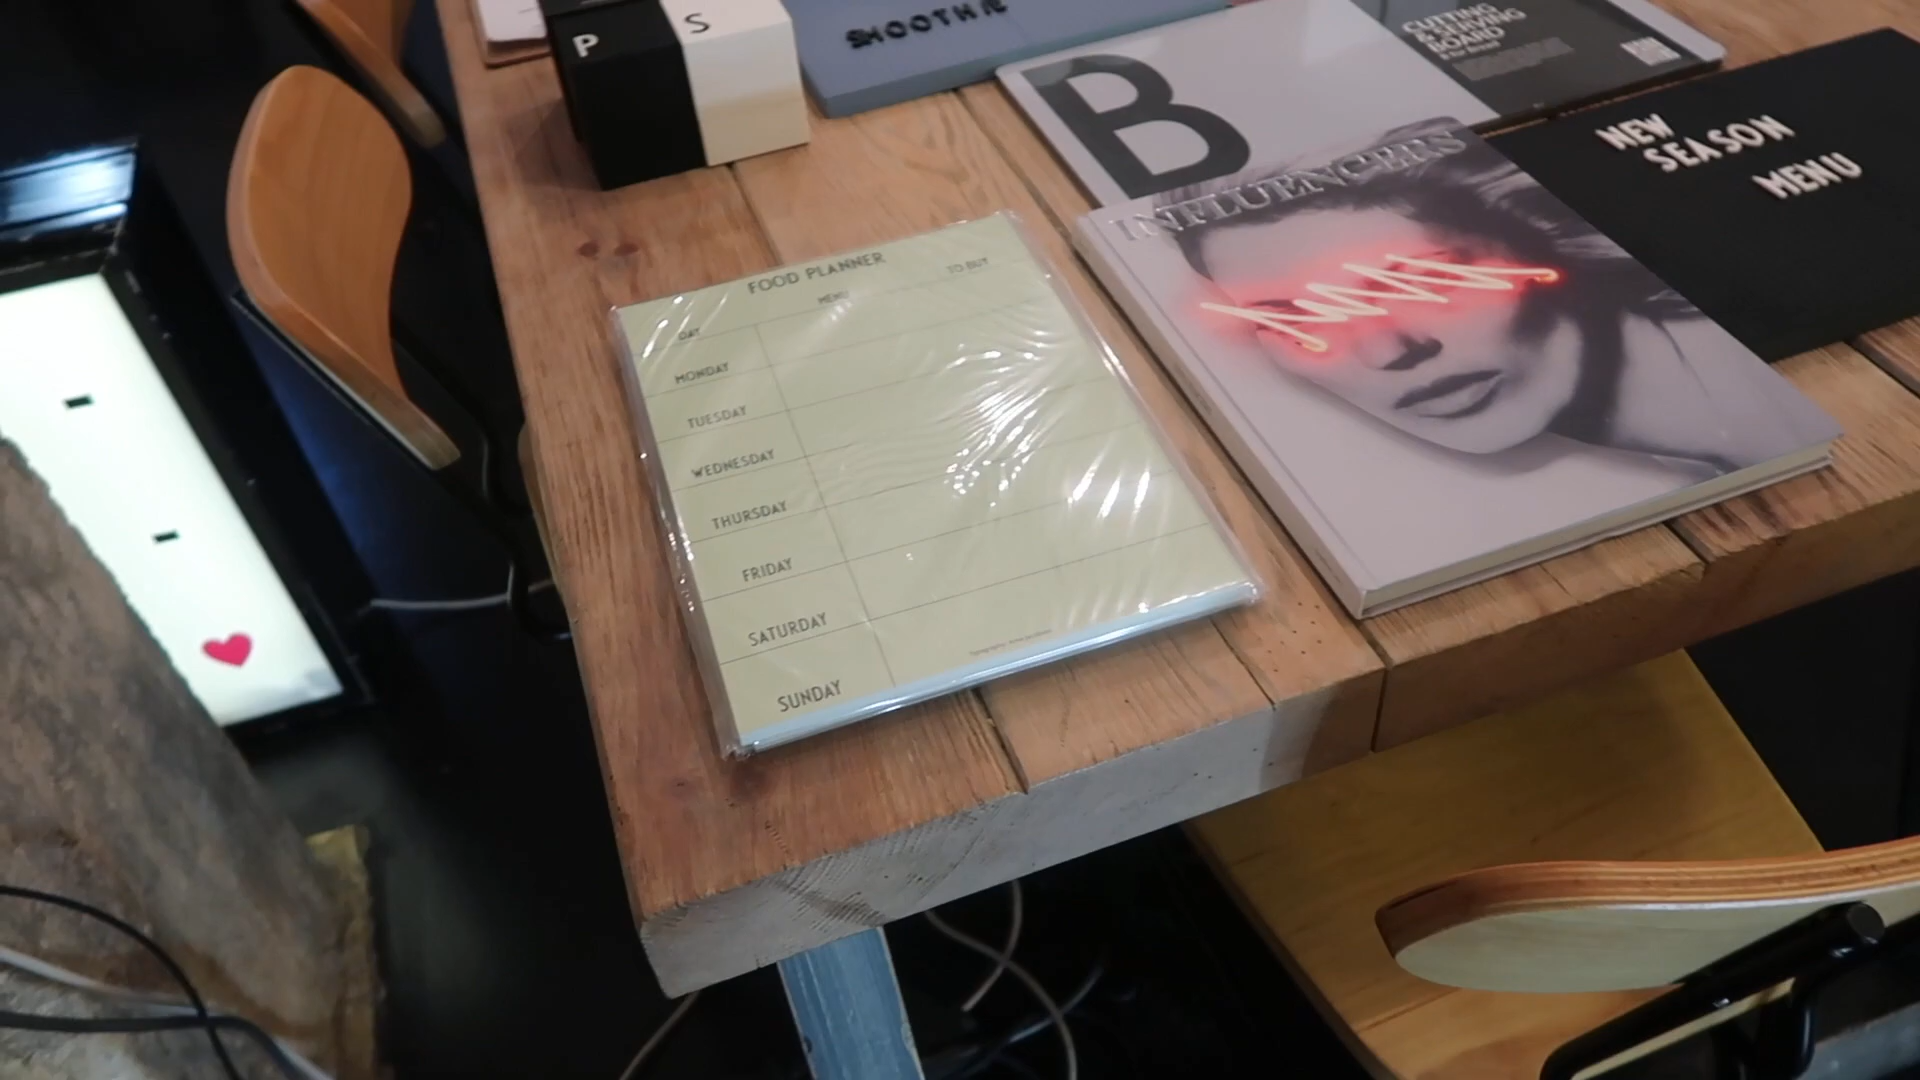 P
S
SMOOTHIE
B
CUTTING
& SERVING
BOARD
NEW
SEASON
MENU
INFLUENCERS
FOOD PLANNER
DAY
MENU
TO BUY
MONDAY
TUESDAY
WEDNESDAY
THURSDAY
FRIDAY
SATURDAY
SUNDAY